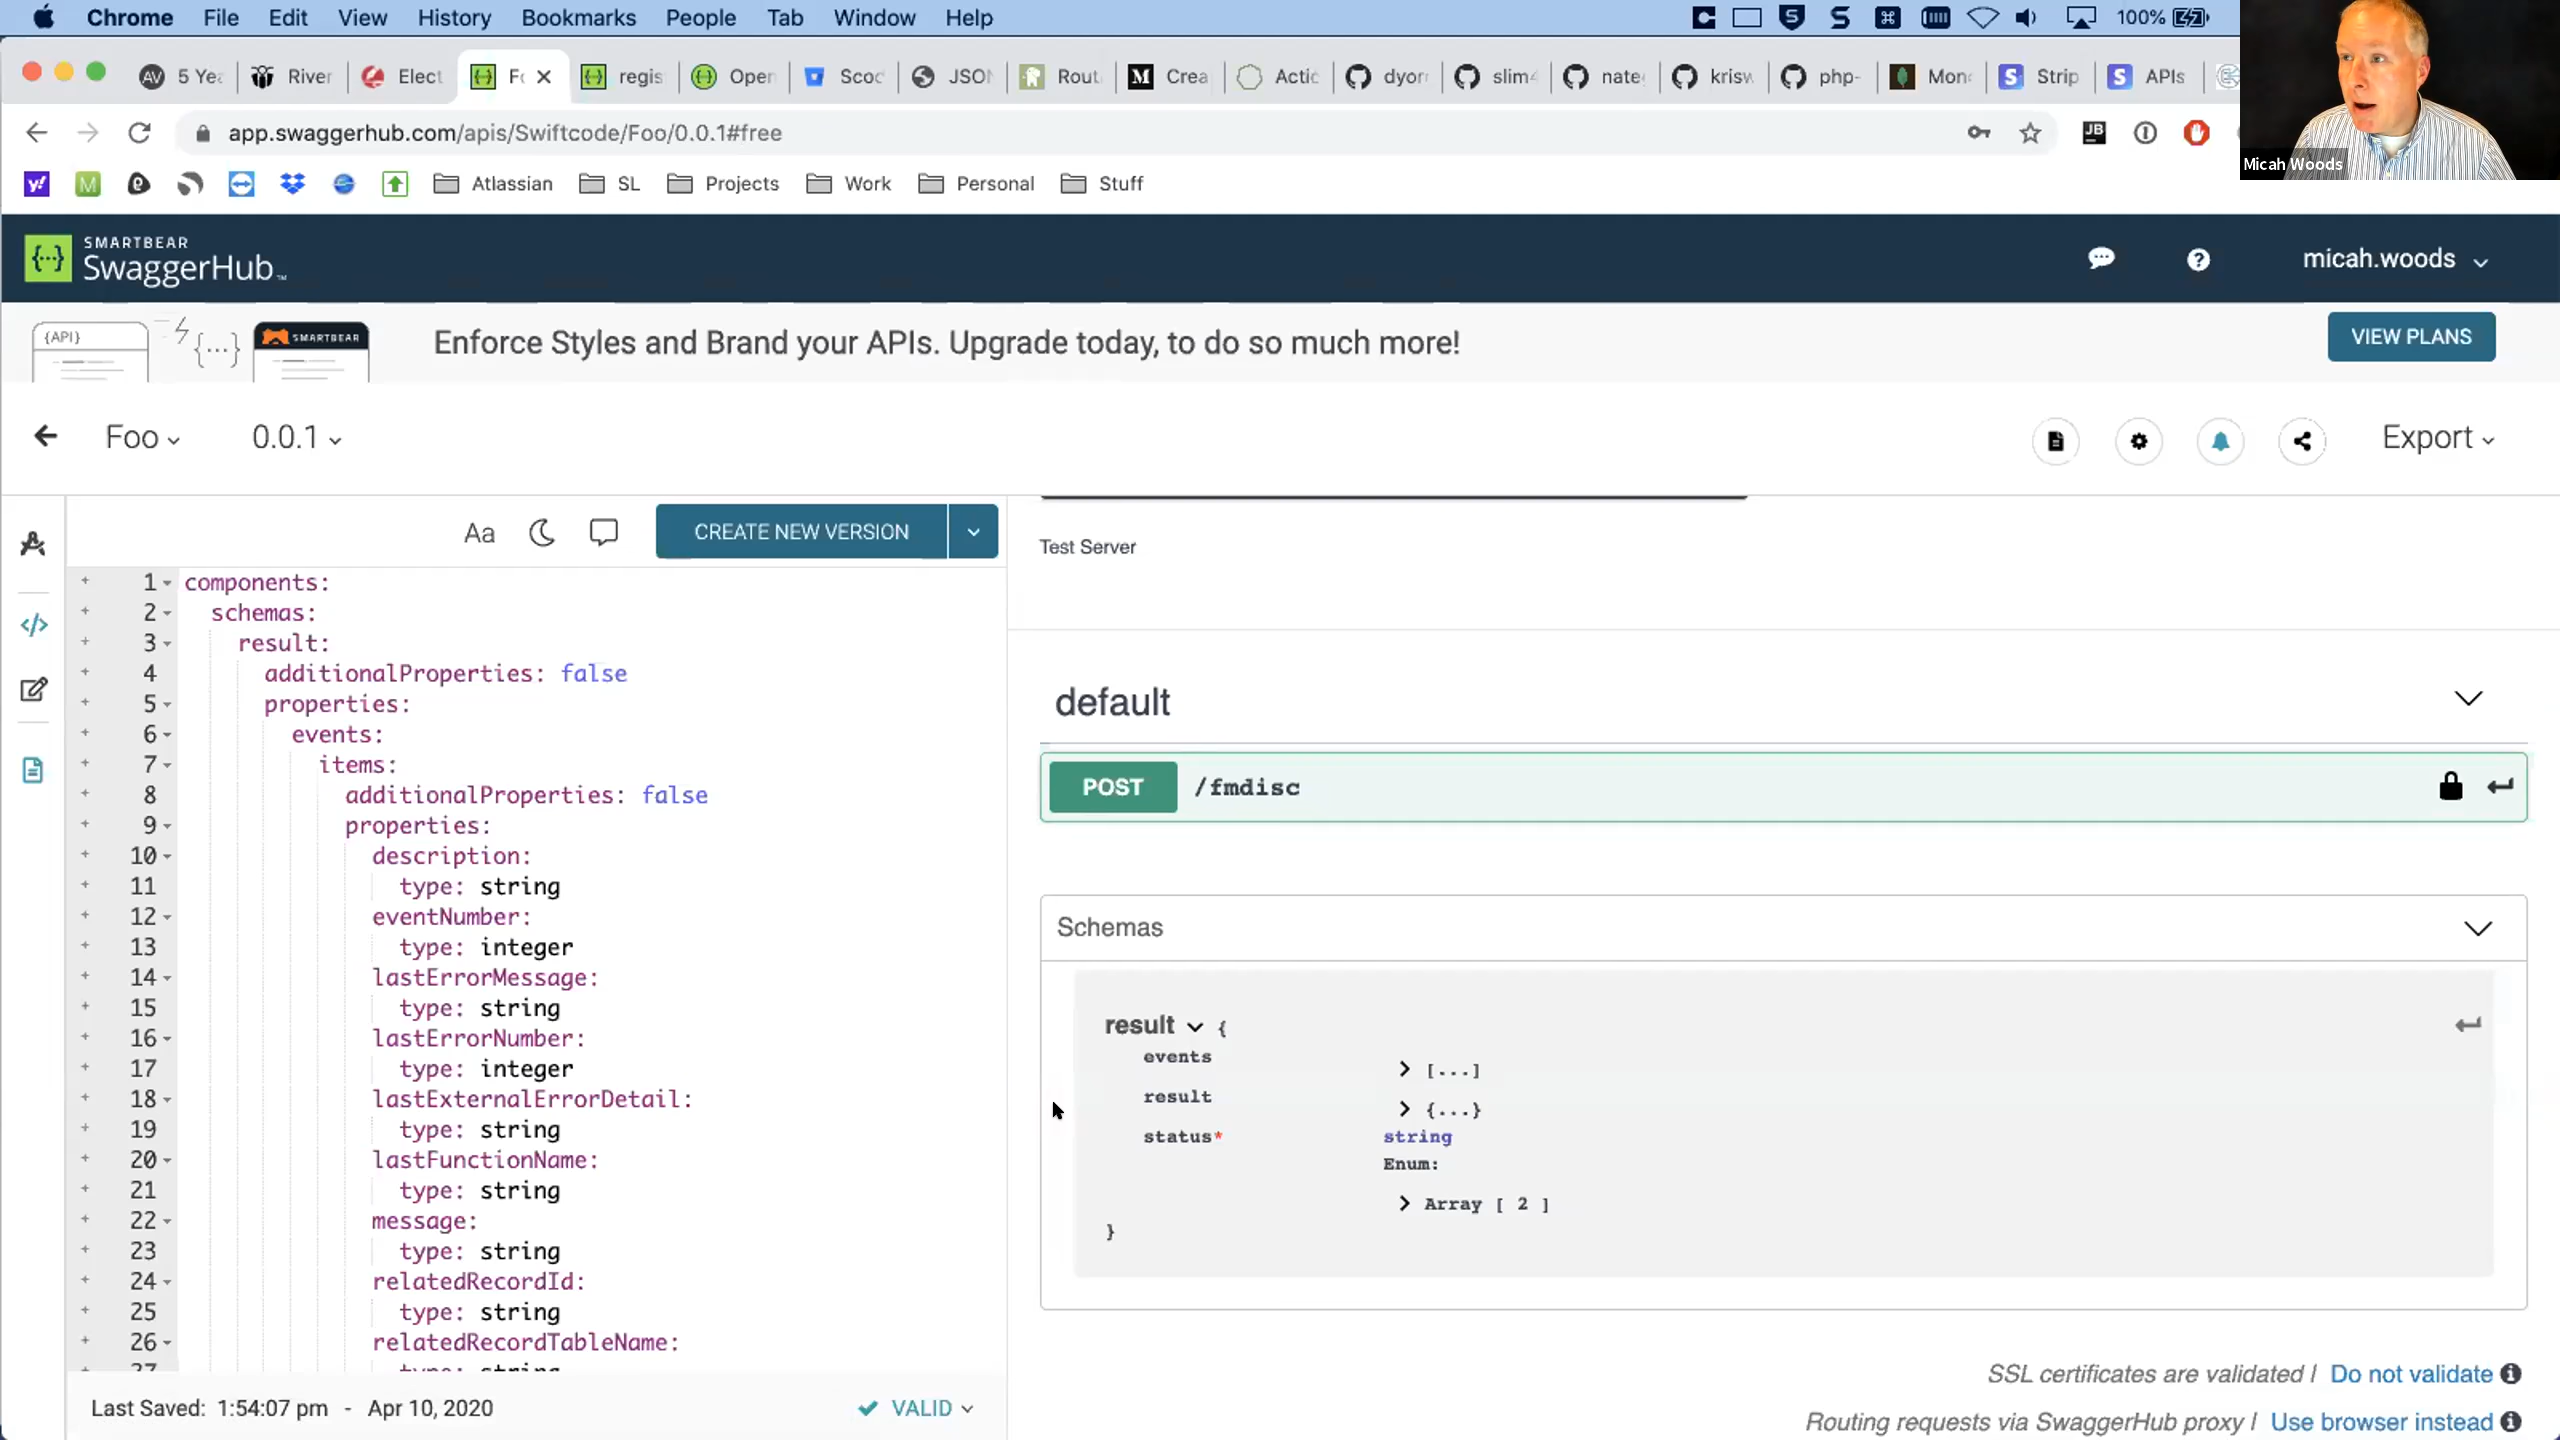 Chrome File Edit View History Bookmarks People Tab Window Help 100%
5 Yea River Elect Fo regis Open Scoc JSON Rout Crea Actic dyorr slim4 nate krisw php- Mon Strip APIs
app.swaggerhub.com/apis/Swiftcode/Foo/0.0.1#free
Atlassian SL Projects Work Personal Stuff
Micah Woods
SMARTBEAR
SwaggerHub
micah.woods
{API}
{...}
SMARTBEAR
Enforce Styles and Brand your APIs. Upgrade today, to do so much more!
VIEW PLANS
Foo 0.0.1 Export
Aa CREATE NEW VERSION
1 components:
2 schemas:
3 result:
4 additionalProperties: false
5 properties:
6 events:
7 items:
8 additionalProperties: false
9 properties:
10 description:
11 type: string
12 eventNumber:
13 type: integer
14 lastErrorMessage:
15 type: string
16 lastErrorNumber:
17 type: integer
18 lastExternalErrorDetail:
19 type: string
20 lastFunctionName:
21 type: string
22 message:
23 type: string
24 relatedRecordId:
25 type: string
26 relatedRecordTableName:
27 type: string
Last Saved: 1:54:07 pm - Apr 10, 2020 VALID
Test Server
default
POST /fmdisc
Schemas
result {
events [...]
result {...}
status* string
Enum:
Array [ 2 ]
}
SSL certificates are validated / Do not validate
Routing requests via SwaggerHub proxy / Use browser instead